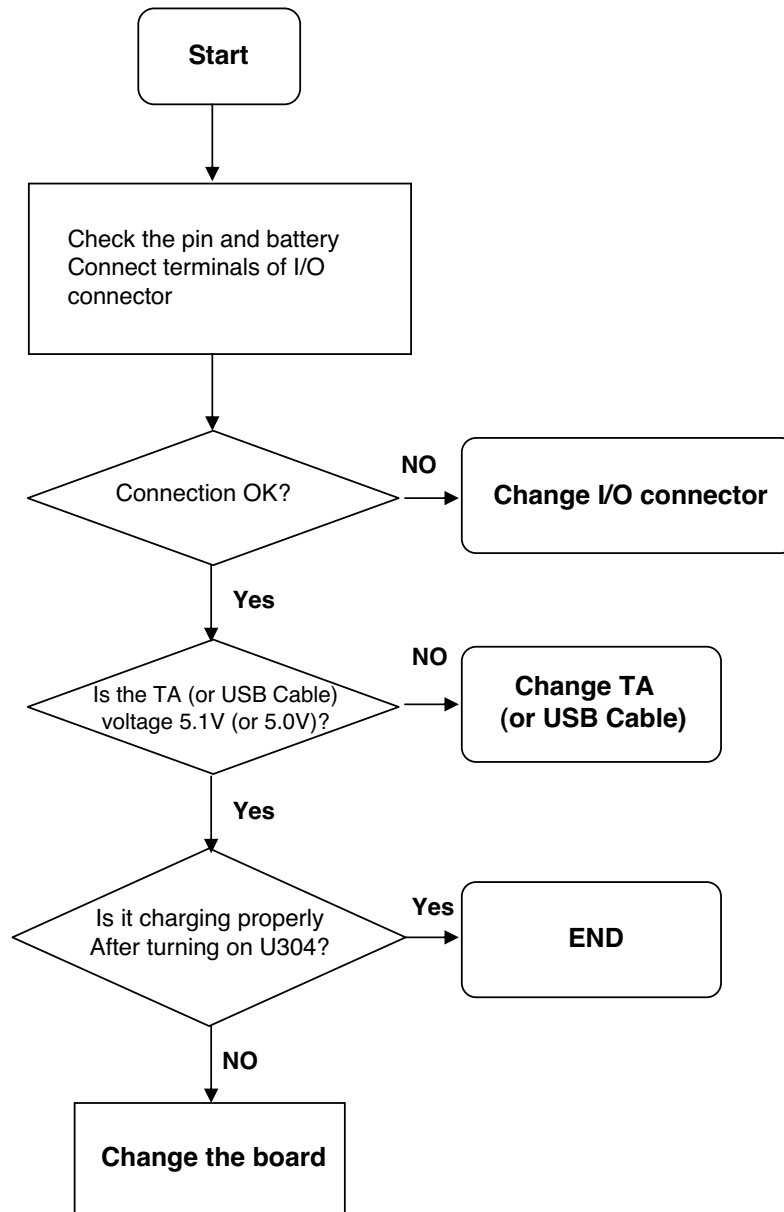 Start
Check the pin and battery
Connect terminals of I/O
connector
Connection OK?
NO
Change I/O connector
Yes
Is the TA (or USB Cable)
voltage 5.1V (or 5.0V)?
NO
Change TA
(or USB Cable)
Yes
Is it charging properly
After turning on U304?
Yes
END
NO
Change the board